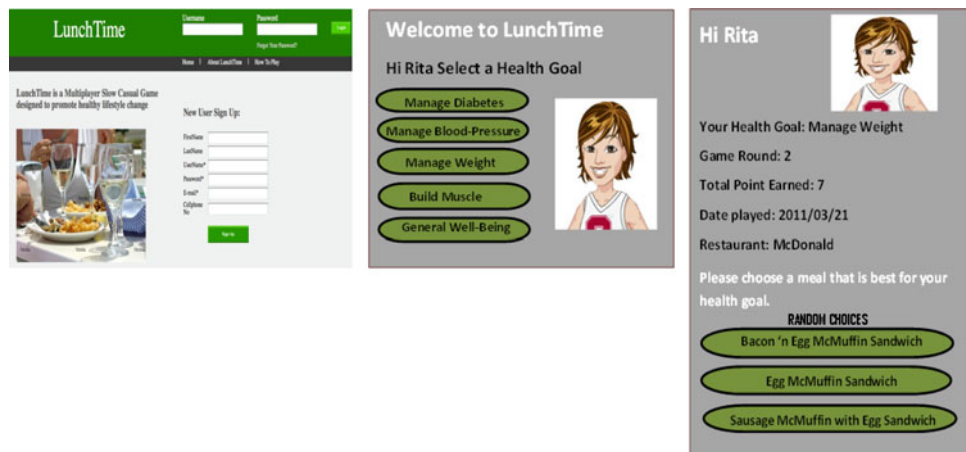 LunchTime
Username
Password
Login
Forgot Your Password?
Home | About LunchTime | How To Play
LunchTime is a Multiplayer Slow Casual Game
designed to promote healthy lifestyle change
New User Sign Up:
FirstName
LastName
UserName*
Password*
E-mail*
Cellphone
No
Sign Up
Welcome to LunchTime
Hi Rita Select a Health Goal
Manage Diabetes
Manage Blood-Pressure
Manage Weight
Build Muscle
General Well-Being
Hi Rita
Your Health Goal: Manage Weight
Game Round: 2
Total Point Earned: 7
Date played: 2011/03/21
Restaurant: McDonald
Please choose a meal that is best for your
health goal.
RANDOM CHOICES
Bacon ‘n Egg McMuffin Sandwich
Egg McMuffin Sandwich
Sausage McMuffin with Egg Sandwich